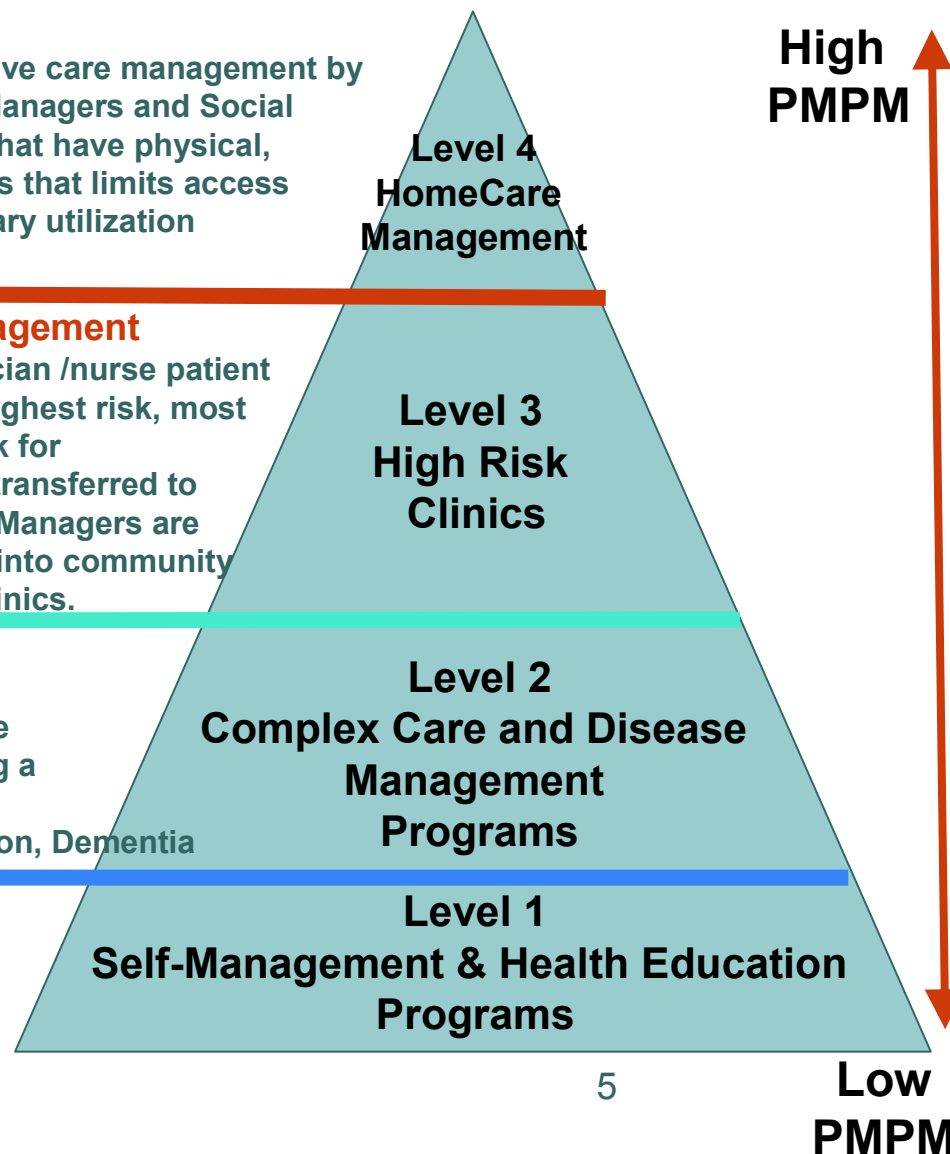 High
PMPM
ve care management by
anagers and Social
hat have physical,
s that limits access
ary utilization
Level 4
HomeCare
Management
agement
cian /nurse patient
ghest risk, most
k for
transferred to
Managers are
into community
inics.
Level 3
High Risk
Clinics
e
g a
on, Dementia
Level 2
Complex Care and Disease
Management
Programs
Level 1
Self-Management & Health Education
Programs
5
Low
PMPM